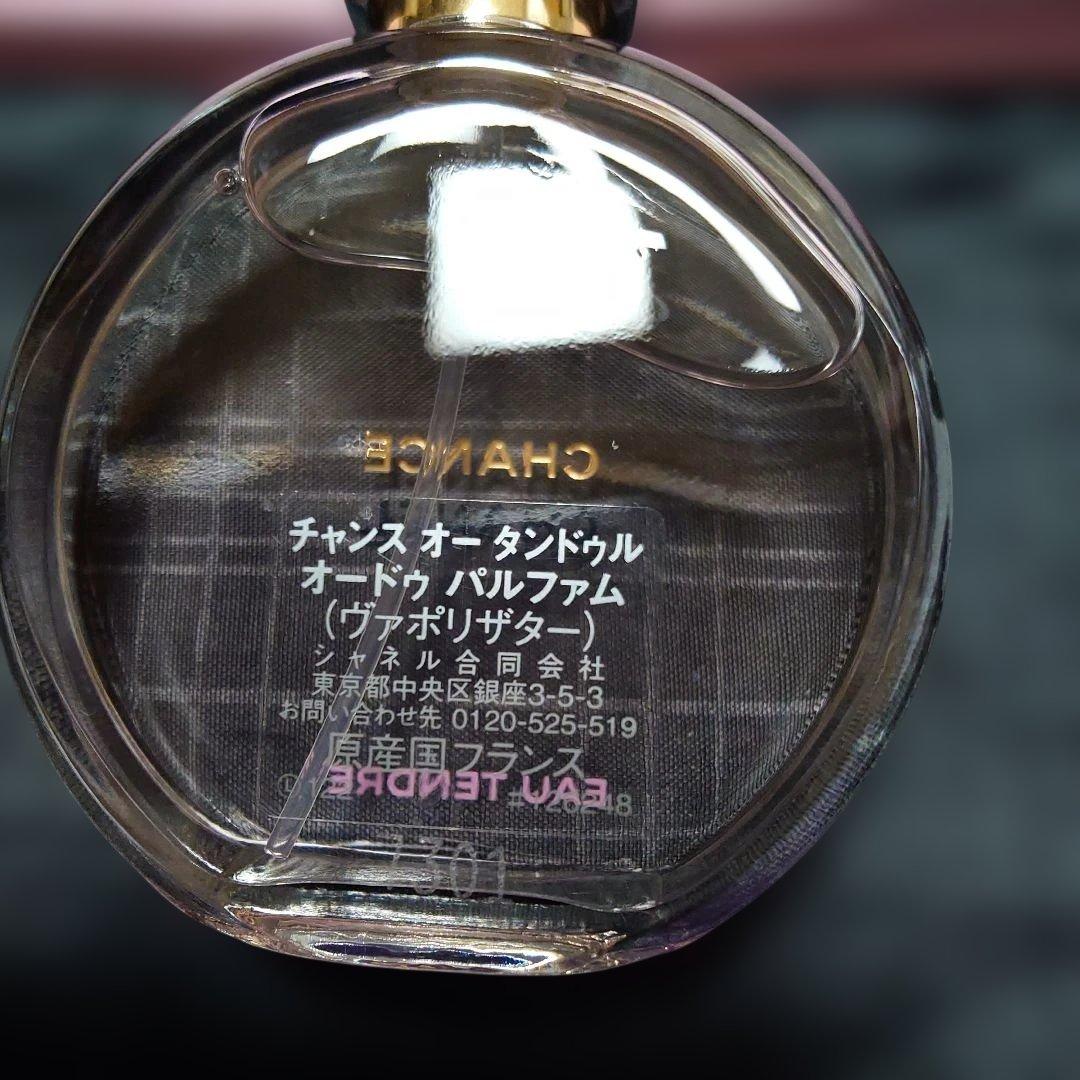 CHANCE
チャンス オー タンドゥル
オードゥ パルファム
(ヴァポリザター)
シャネル合同会社
東京都中央区銀座3-5-3
お問い合わせ先 0120-525-519
原産国フランス
EAU TENDRE